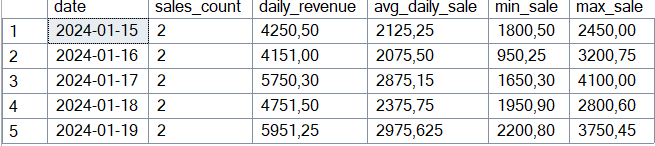 date sales_count daily_revenue avg_daily_sale min_sale max_sale
1 2024-01-15 2 4250,50 2125,25 1800,50 2450,00
2 2024-01-16 2 4151,00 2075,50 950,25 3200,75
3 2024-01-17 2 5750,30 2875,15 1650,30 4100,00
4 2024-01-18 2 4751,50 2375,75 1950,90 2800,60
5 2024-01-19 2 5951,25 2975,625 2200,80 3750,45